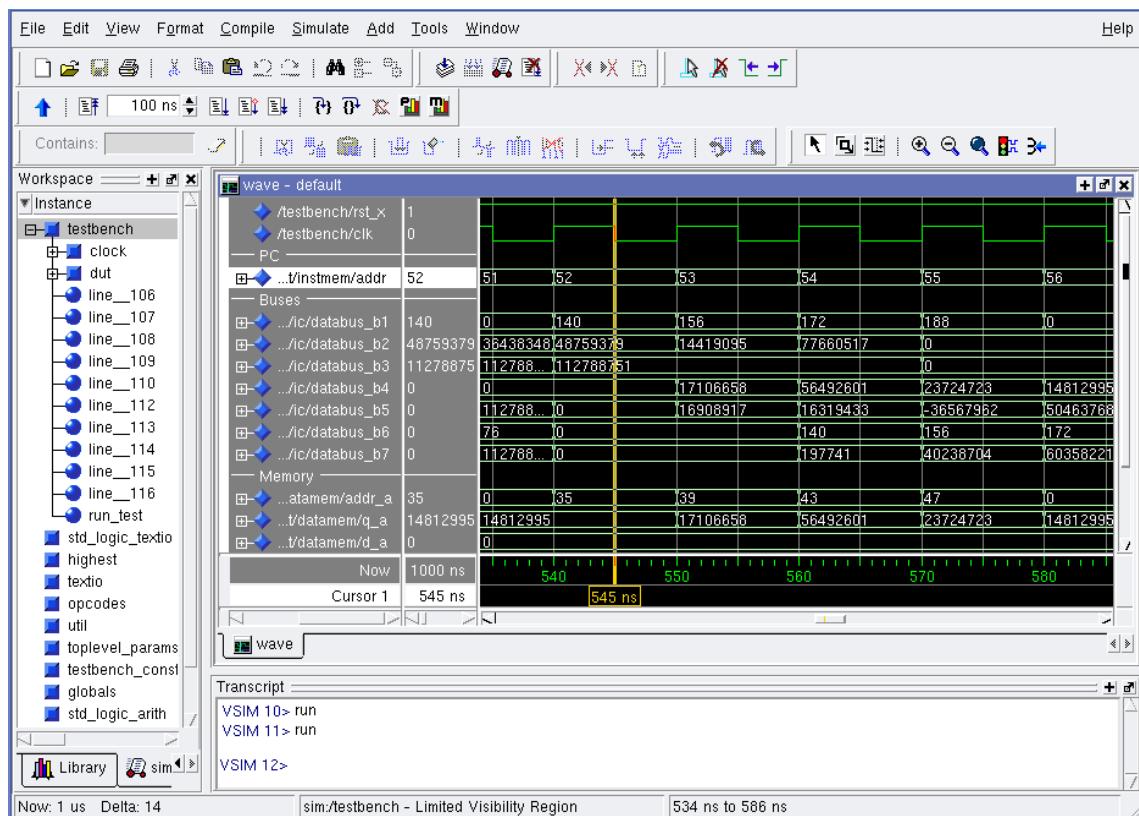 File Edit View Format Compile Simulate Add Tools Window Help
100 ns
Contains:
Workspace
Instance
testbench
clock
dut
line__106
line__107
line__108
line__109
line__110
line__112
line__113
line__114
line__115
line__116
run_test
std_logic_textio
highest
textio
opcodes
util
toplevel_params
testbench_const
globals
std_logic_arith
Library sim
wave - default
/testbench/rst_x 1
/testbench/clk 0
PC
...t/instmem/addr 52 51 52 53 54 55 56
Buses
.../ic/databus_b1 140 0 140 156 172 188 0
.../ic/databus_b2 48759379 36438348 48759379 14419095 77660517 0
.../ic/databus_b3 11278875 112788... 112788751 0
.../ic/databus_b4 0 0 17106658 56492601 23724723 14812995
.../ic/databus_b5 0 112788... 0 16908917 16319433 -36567962 50463768
.../ic/databus_b6 0 76 0 140 156 172
.../ic/databus_b7 0 112788... 0 197741 40238704 60358221
Memory
...atamem/addr_a 35 0 35 39 43 47 0
...t/datamem/q_a 14812995 14812995 17106658 56492601 23724723 14812995
...t/datamem/d_a 0 0
Now 1000 ns 540 550 560 570 580
Cursor 1 545 ns 545 ns
wave
Transcript
VSIM 10> run
VSIM 11> run
VSIM 12>
Now: 1 us Delta: 14 sim:/testbench - Limited Visibility Region 534 ns to 586 ns